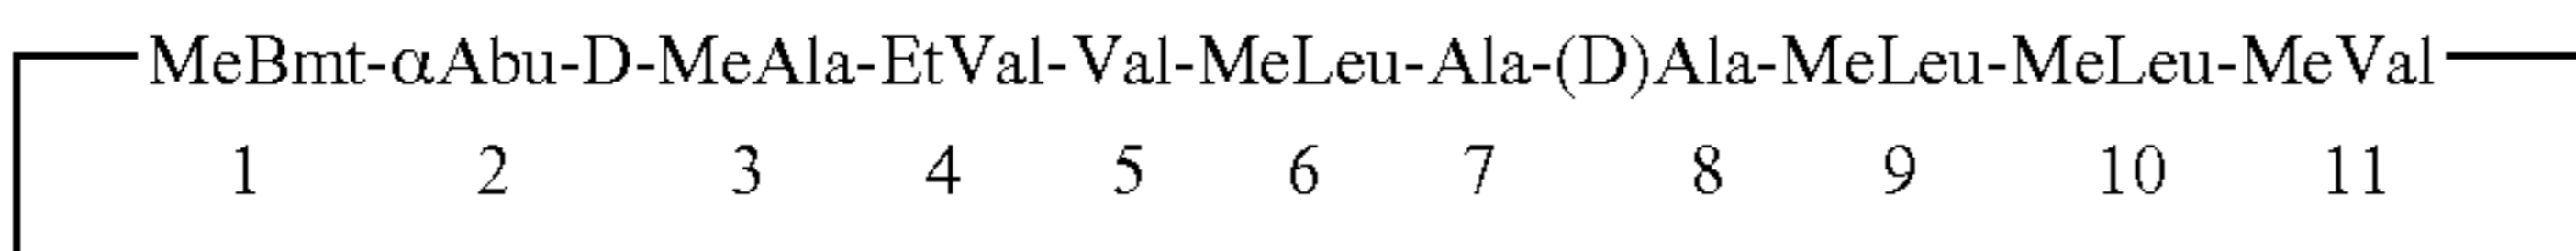 MeBmt-αAbu-D-MeAla-EtVal-Val-MeLeu-Ala-(D)Ala-MeLeu-MeLeu-MeVal
1 2 3 4 5 6 7 8 9 10 11